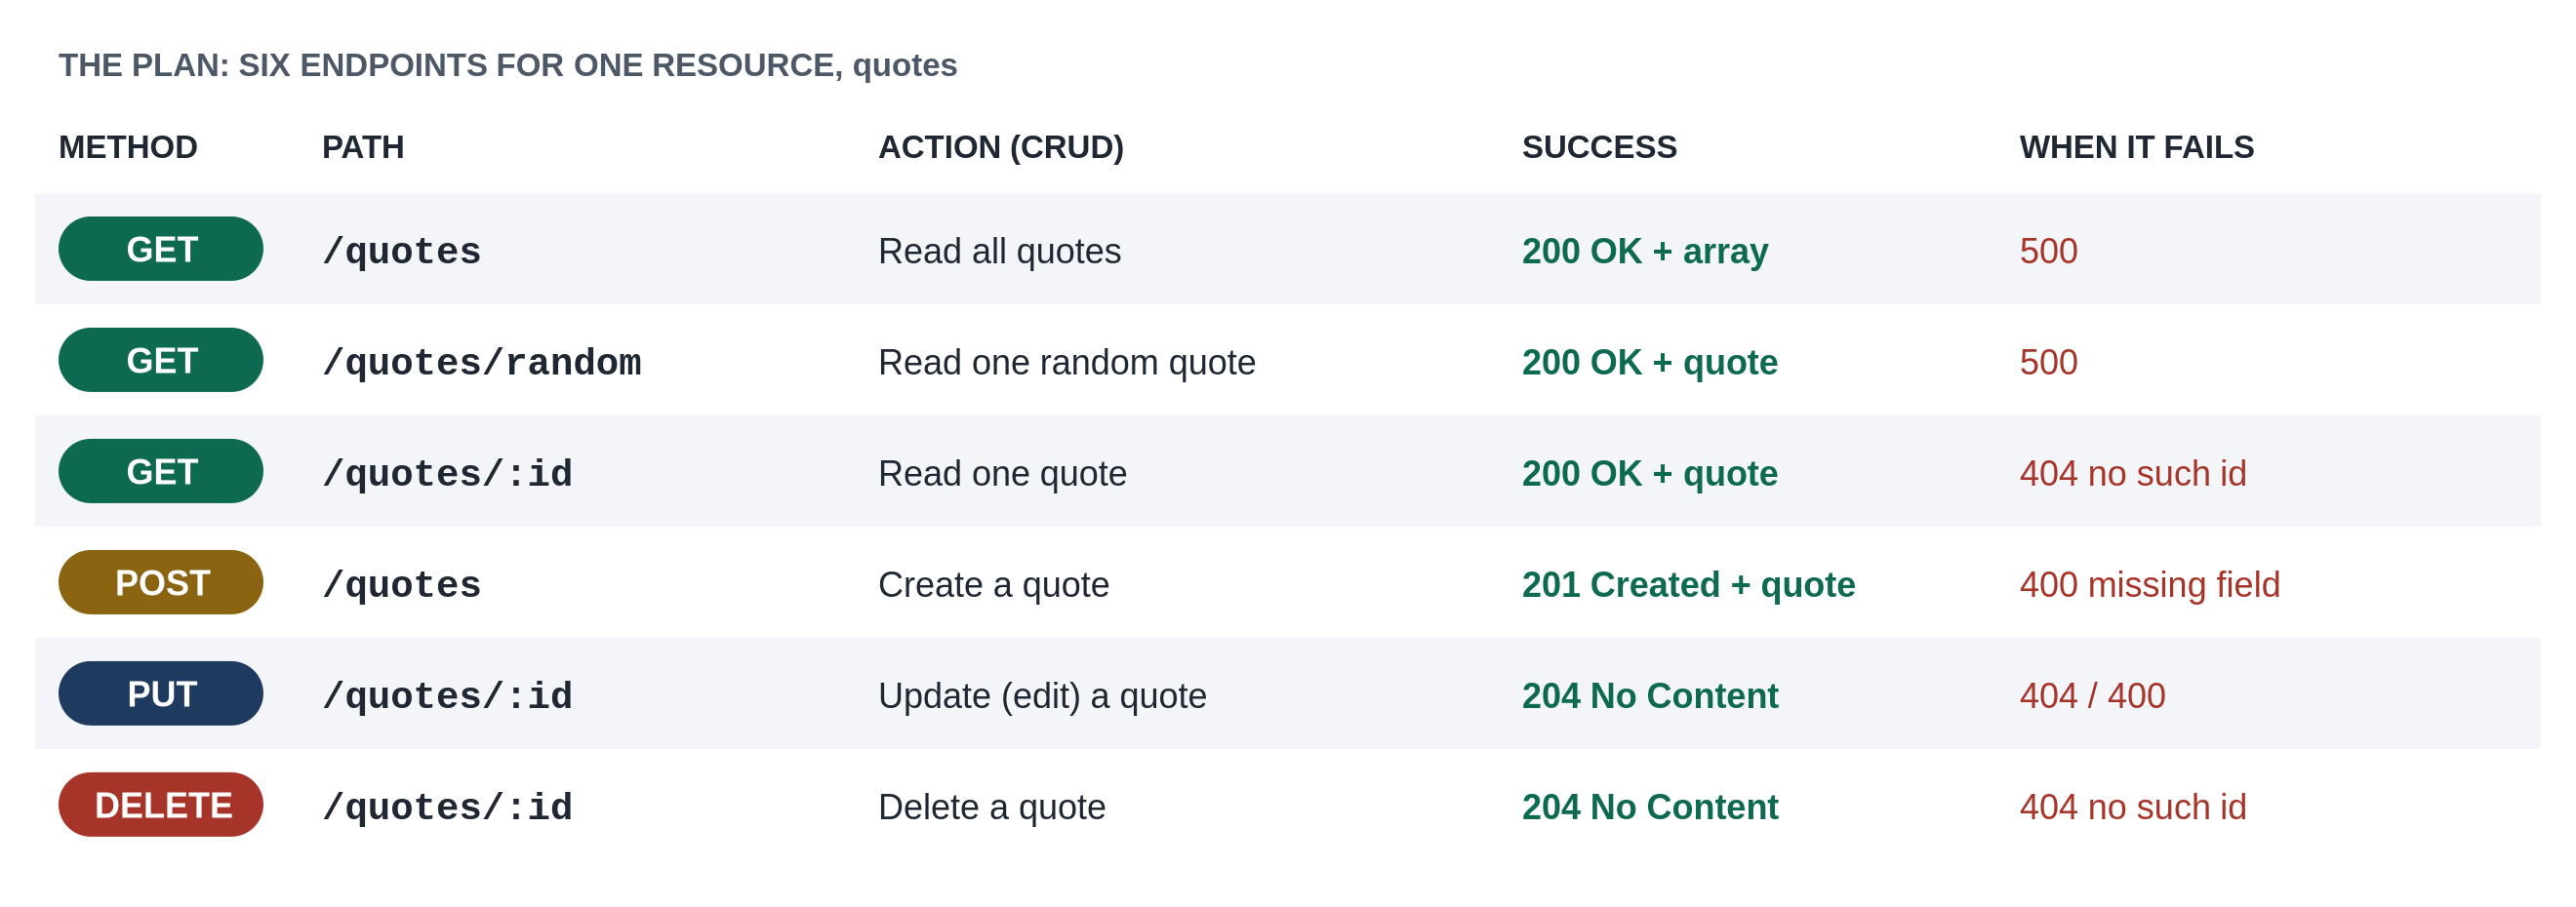 THE PLAN: SIX ENDPOINTS FOR ONE RESOURCE, quotes
METHOD PATH ACTION (CRUD) SUCCESS WHEN IT FAILS
GET /quotes Read all quotes 200 OK + array 500
GET /quotes/random Read one random quote 200 OK + quote 500
GET /quotes/:id Read one quote 200 OK + quote 404 no such id
POST /quotes Create a quote 201 Created + quote 400 missing field
PUT /quotes/:id Update (edit) a quote 204 No Content 404 / 400
DELETE /quotes/:id Delete a quote 204 No Content 404 no such id